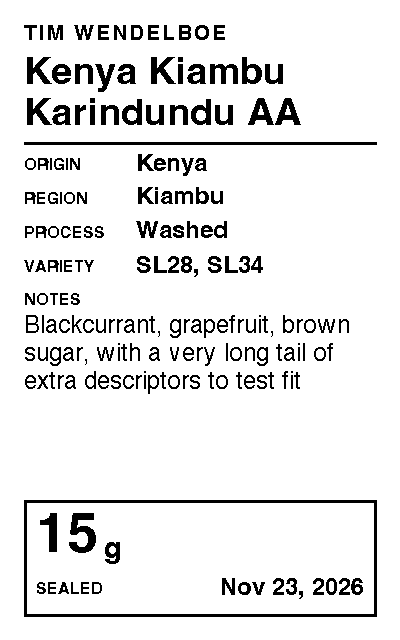 TIM WENDELBOE
Kenya Kiambu
Karindundu AA
ORIGIN Kenya
REGION Kiambu
PROCESS Washed
VARIETY SL28, SL34
NOTES
Blackcurrant, grapefruit, brown
sugar, with a very long tail of
extra descriptors to test fit
15 g
SEALED Nov 23, 2026